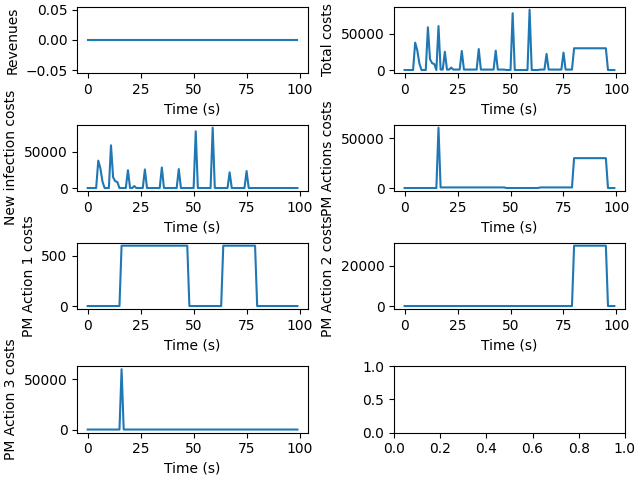 Revenues
0.05
0.00
−0.05
0 25 50 75 100
Time (s)
Total costs
50000
0
0 25 50 75 100
Time (s)
New infection costs
50000
0
0 25 50 75 100
Time (s)
PM Actions costs
50000
0
0 25 50 75 100
Time (s)
PM Action 1 costs
500
0
0 25 50 75 100
Time (s)
PM Action 2 costs
20000
0
0 25 50 75 100
Time (s)
PM Action 3 costs
50000
0
0 25 50 75 100
Time (s)
1.0
0.5
0.0
0.0 0.2 0.4 0.6 0.8 1.0